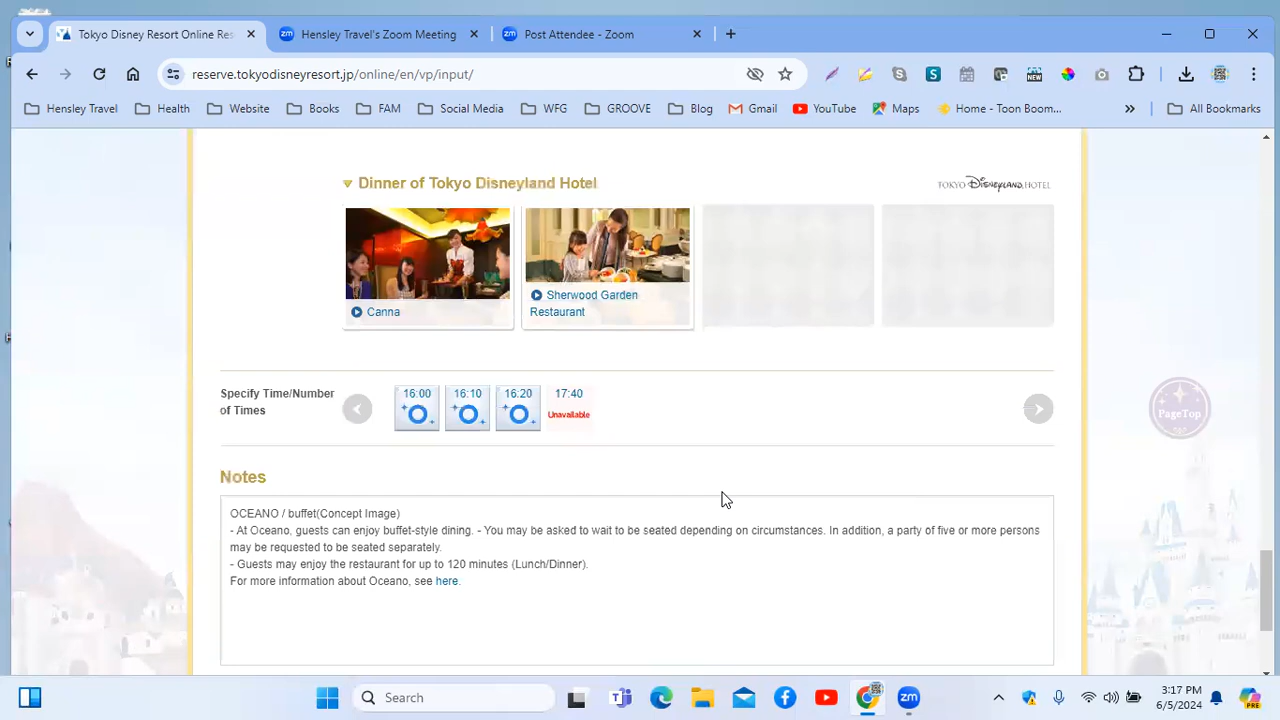 Tokyo Disney Resort Online Res
Hensley Travel's Zoom Meeting
Post Attendee - Zoom
reserve.tokyodisneyresort.jp/online/en/vp/input/
Hensley Travel
Health
Website
Books
FAM
Social Media
WFG
GROOVE
Blog
Gmail
YouTube
Maps
Home - Toon Boom...
All Bookmarks
Dinner of Tokyo Disneyland Hotel
TOKYO Disneyland HOTEL
Canna
Sherwood Garden
Restaurant
Specify Time/Number
of Times
16:00
16:10
16:20
17:40
Unavailable
PageTop
Notes
OCEANO / buffet(Concept Image)
- At Oceano, guests can enjoy buffet-style dining. - You may be asked to wait to be seated depending on circumstances. In addition, a party of five or more persons
may be requested to be seated separately.
- Guests may enjoy the restaurant for up to 120 minutes (Lunch/Dinner).
For more information about Oceano, see here.
Search
3:17 PM
6/5/2024